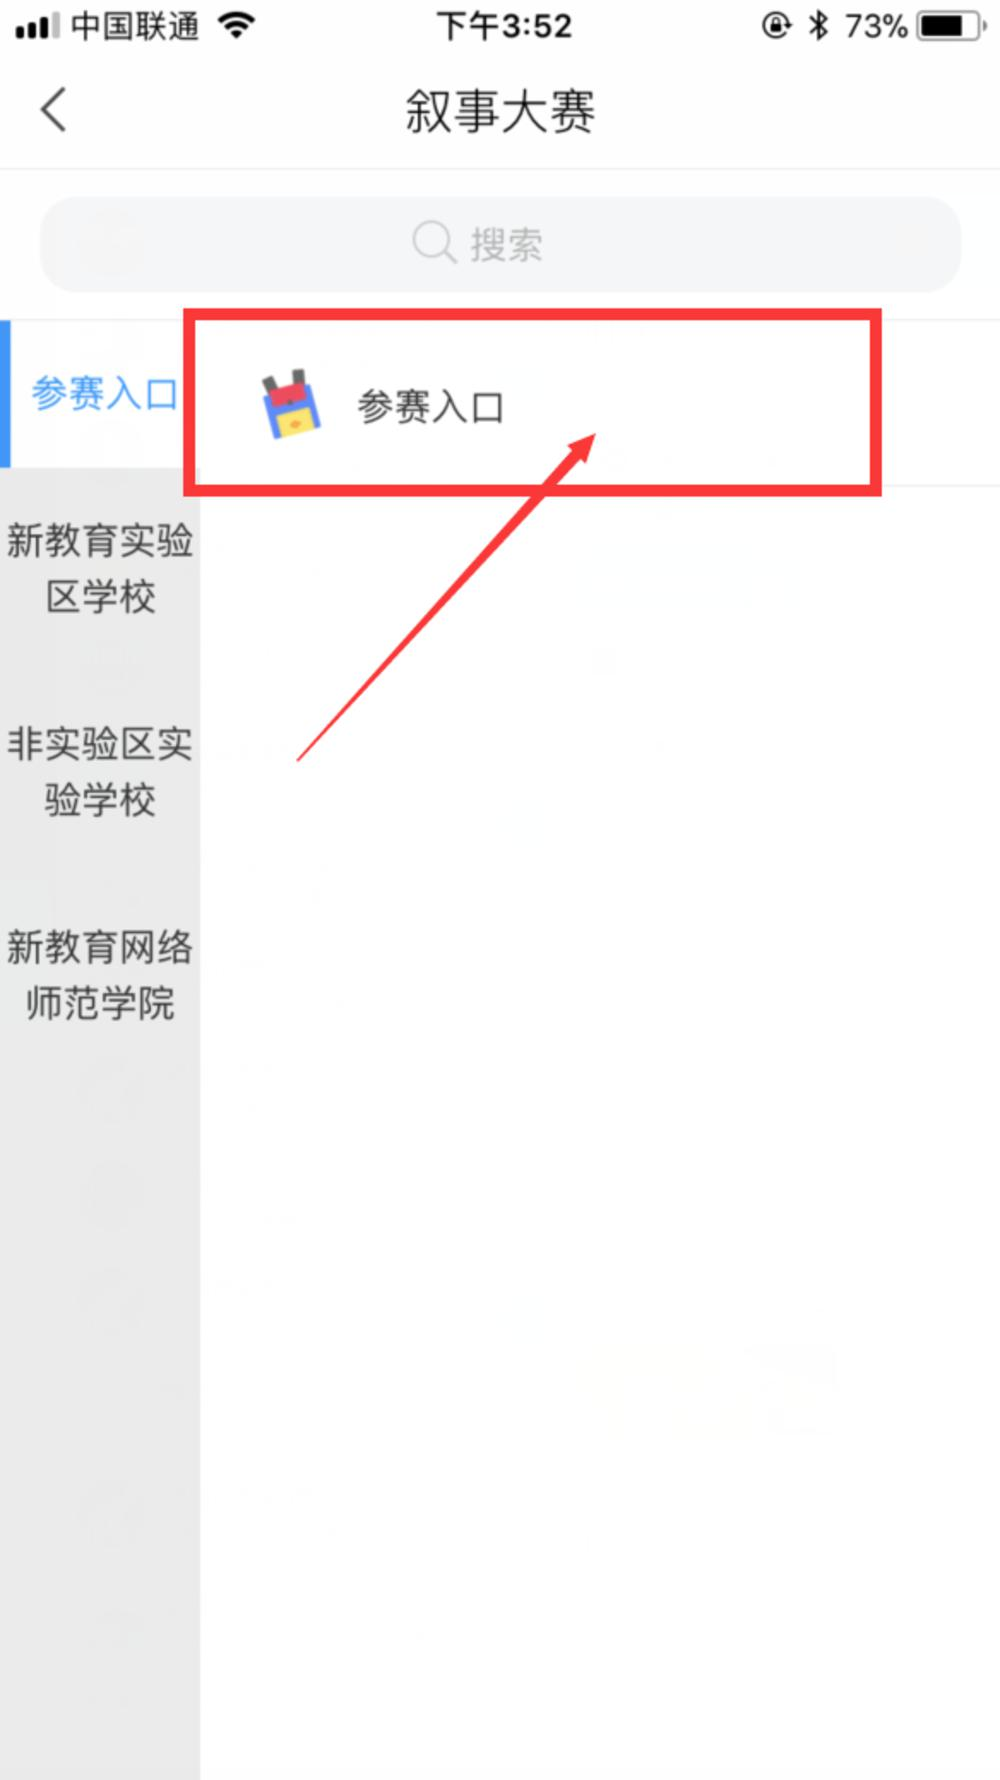 中国联通
下午3:52
73%
叙事大赛
搜索
参赛入口
参赛入口
新教育实验
区学校
非实验区实
验学校
新教育网络
师范学院